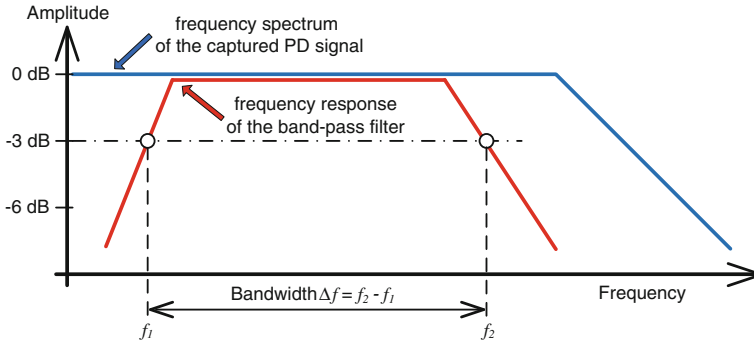 Amplitude
frequency spectrum
of the captured PD signal
0 dB
frequency response
of the band-pass filter
-3 dB
-6 dB
Bandwidth Δf = f2 - f1
Frequency
f1
f2